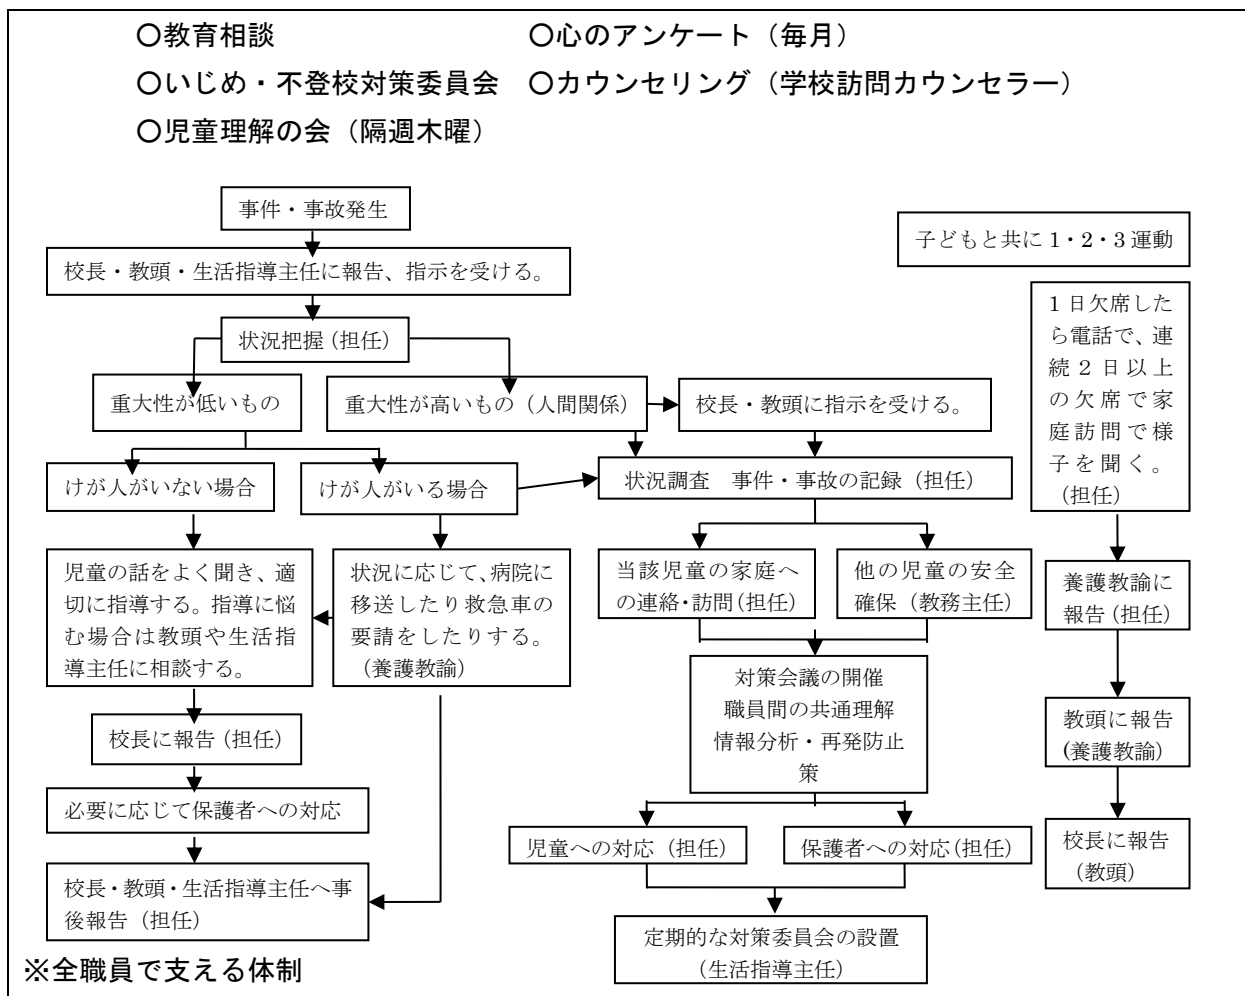 〇教育相談
〇心のアンケート（毎月）
〇いじめ・不登校対策委員会
〇カウンセリング（学校訪問カウンセラー）
〇児童理解の会（隔週木曜）
事件・事故発生
校長・教頭・生活指導主任に報告、指示を受ける。
状況把握（担任）
重大性が低いもの
重大性が高いもの（人間関係）
校長・教頭に指示を受ける。
けが人がいない場合
けが人がいる場合
状況調査　事件・事故の記録（担任）
児童の話をよく聞き、適
切に指導する。指導に悩
む場合は教頭や生活指
導主任に相談する。
状況に応じて、病院に
移送したり救急車の
要請をしたりする。
（養護教諭）
当該児童の家庭へ
の連絡・訪問（担任）
他の児童の安全
確保（教務主任）
校長に報告（担任）
必要に応じて保護者への対応
校長・教頭・生活指導主任へ事
後報告（担任）
対策会議の開催
職員間の共通理解
情報分析・再発防止
策
児童への対応（担任）
保護者への対応（担任）
定期的な対策委員会の設置
（生活指導主任）
子どもと共に1・2・3運動
1日欠席した
ら電話で、連
続2日以上
の欠席で家
庭訪問で様
子を聞く。
（担任）
養護教諭に
報告（担任）
教頭に報告
（養護教諭）
校長に報告
（教頭）
※全職員で支える体制